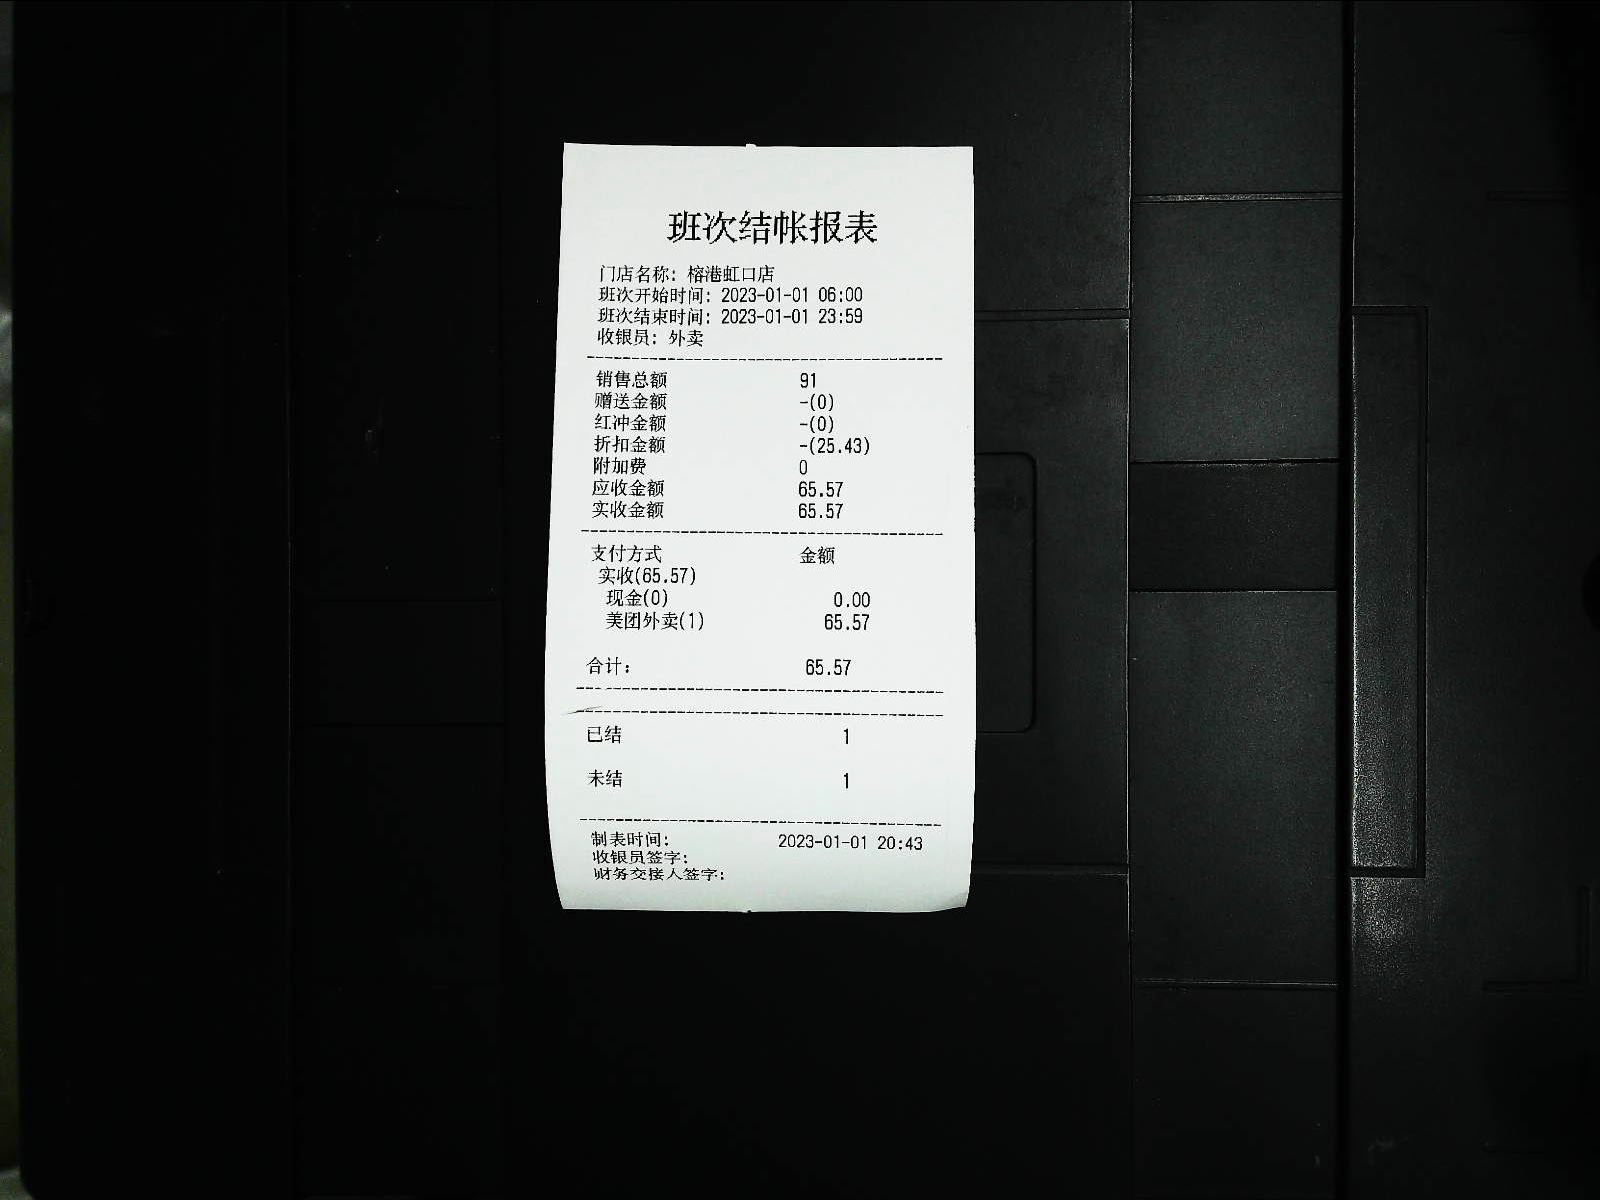 班次结帐报表
门店名称: 榕港虹口店
班次开始时间: 2023-01-01 06:00
班次结束时间: 2023-01-01 23:59
收银员: 外卖
销售总额 91
赠送金额 -(0)
红冲金额 -(0)
折扣金额 -(25.43)
附加费 0
应收金额 65.57
实收金额 65.57
支付方式 金额
实收(65.57)
现金(0) 0.00
美团外卖(1) 65.57
合计: 65.57
已结 1
未结 1
制表时间: 2023-01-01 20:43
收银员签字:
财务交接人签字: